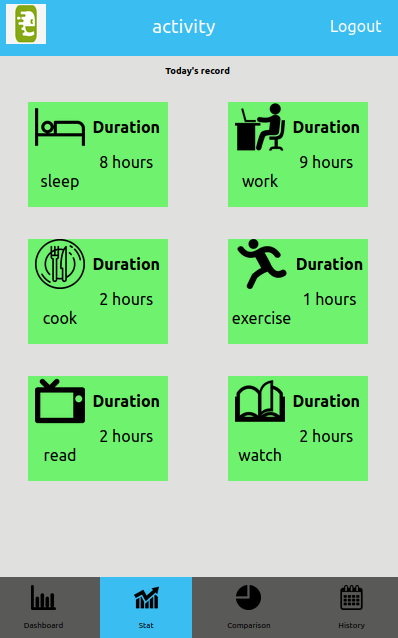 activity
Logout
Today's record
Duration
8 hours
sleep
Duration
9 hours
work
Duration
2 hours
cook
Duration
1 hours
exercise
Duration
2 hours
read
Duration
2 hours
watch
Dashboard
Stat
Comparison
History